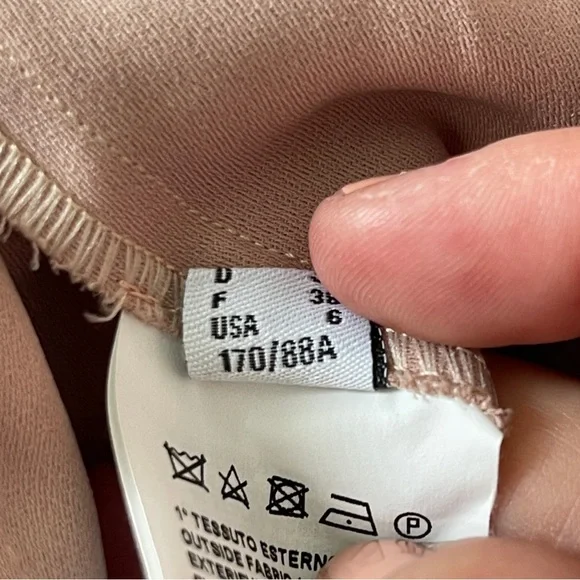 D
F 38
USA 6
170/88A
P
1° TESSUTO ESTERNO
OUTSIDE FABRIC